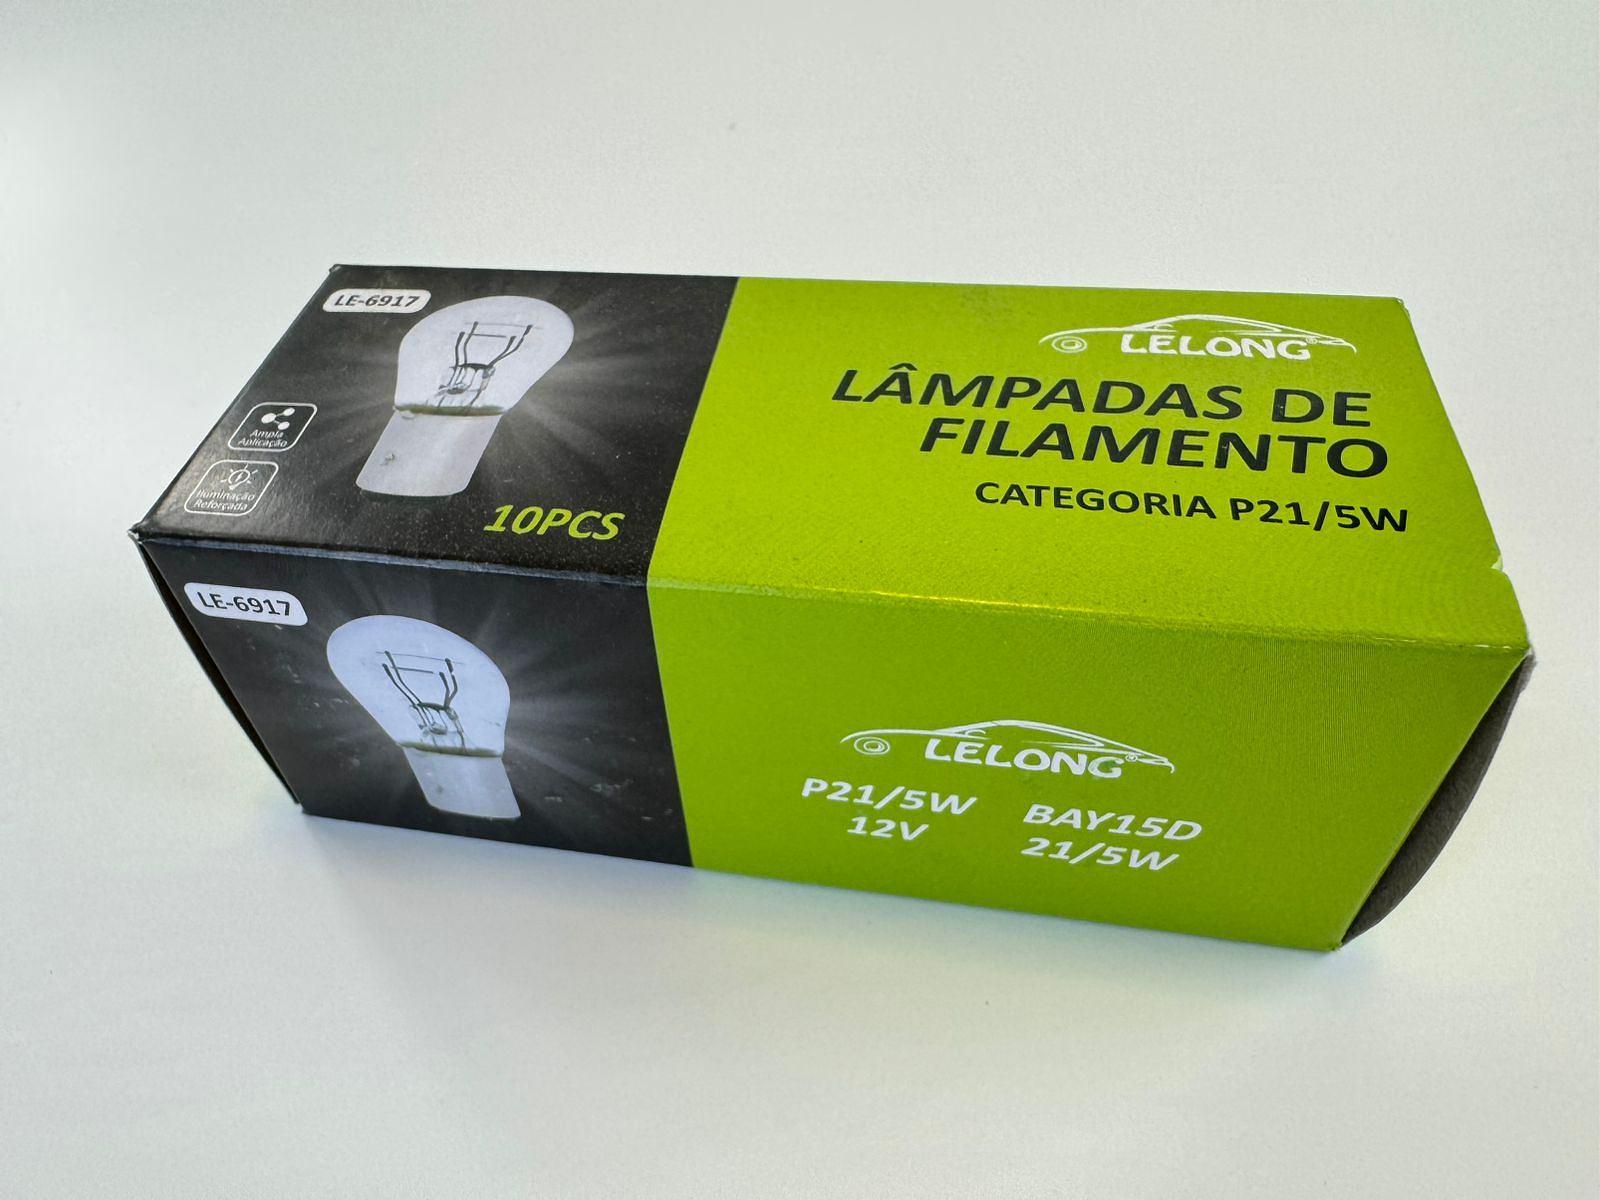 LE-6917
LELONG
LÂMPADAS DE
FILAMENTO
CATEGORIA P21/5W
Ampla
Aplicação
Iluminação
Reforçada
10PCS
LE-6917
LELONG
P21/5W
12V
BAY15D
21/5W